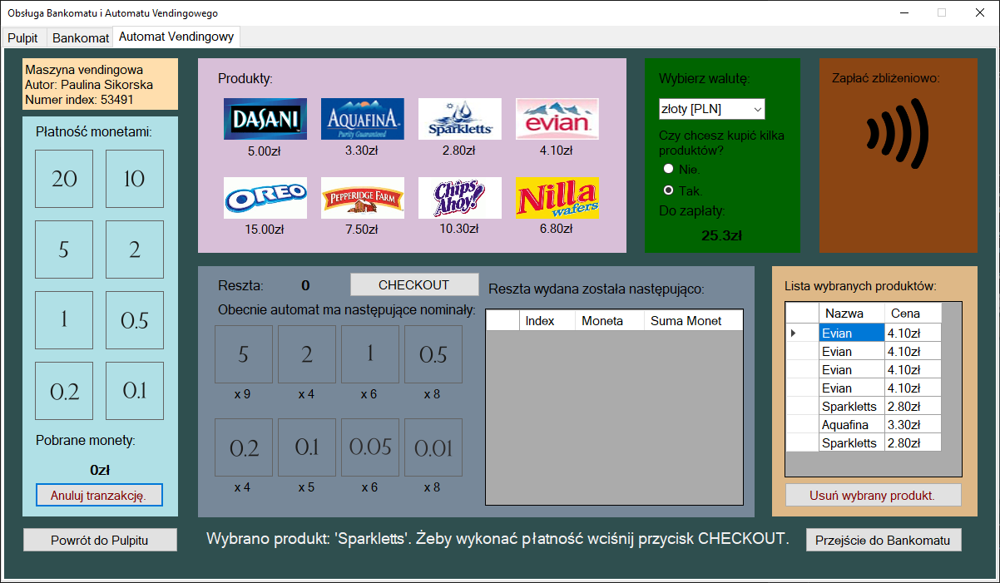 Obsługa Bankomatu i Automatu Vendingowego
Pulpit
Bankomat
Automat Vendingowy
Maszyna vendingowa
Autor: Paulina Sikorska
Numer index: 53491
Płatność monetami:
20
10
5
2
1
0.5
0.2
0.1
Pobrane monety:
0zł
Anuluj tranzakcję.
Powrót do Pulpitu
Produkty:
DASANI
AQUAFINA
Purity Guaranteed
Sparkletts
evian.
5.00zł
3.30zł
2.80zł
4.10zł
OREO
PEPPERIDGE FARM
Chips Ahoy!
Nilla wafers
15.00zł
7.50zł
10.30zł
6.80zł
Wybierz walutę:
złoty [PLN]
Czy chcesz kupić kilka
produktów?
Nie.
Tak.
Do zapłaty:
25.3zł
Zapłać zbliżeniowo:
Reszta:
0
CHECKOUT
Obecnie automat ma następujące nominały:
5
2
1
0.5
x 9
x 4
x 6
x 8
0.2
0.1
0.05
0.01
x 4
x 5
x 6
x 8
Reszta wydana została następująco:
Index
Moneta
Suma Monet
Lista wybranych produktów:
Nazwa Cena
Evian 4.10zł
Evian 4.10zł
Evian 4.10zł
Evian 4.10zł
Sparkletts 2.80zł
Aquafina 3.30zł
Sparkletts 2.80zł
Usuń wybrany produkt.
Wybrano produkt: 'Sparkletts'. Żeby wykonać płatność wciśnij przycisk CHECKOUT.
Przejście do Bankomatu